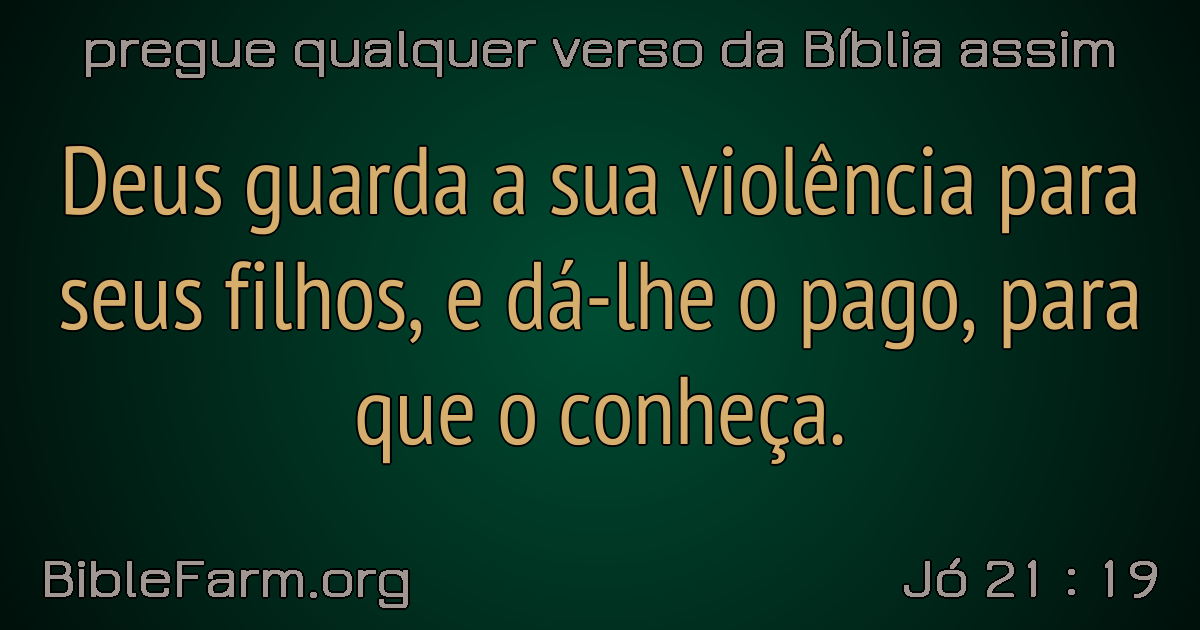 pregue qualquer verso da Bíblia assim
Deus guarda a sua violência para
seus filhos, e dá-lhe o pago, para
que o conheça.
BibleFarm.org
Jó 21 : 19